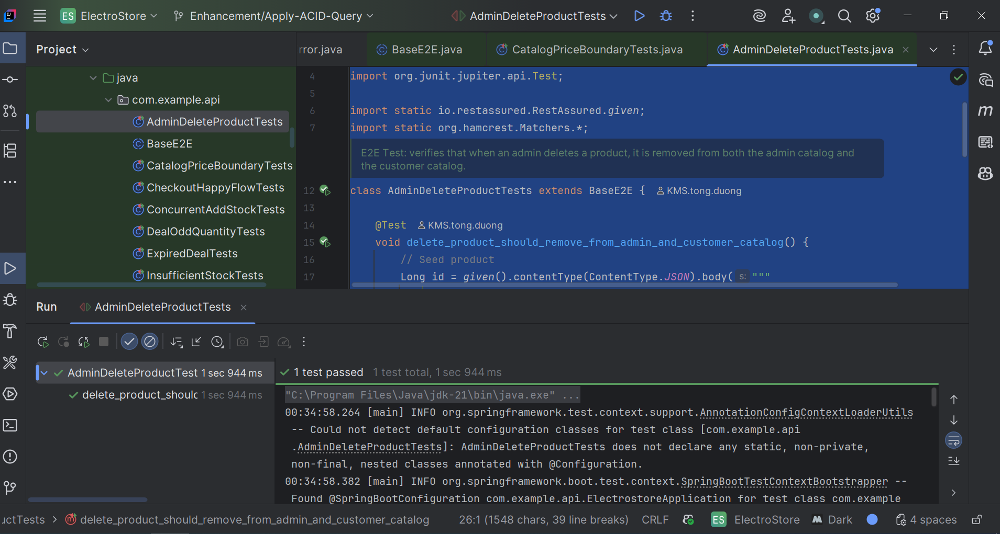 ES ElectroStore Enhancement/Apply-ACID-Query AdminDeleteProductTests
Project
rror.java BaseE2E.java CatalogPriceBoundaryTests.java AdminDeleteProductTests.java
java
com.example.api
AdminDeleteProductTests
BaseE2E
CatalogPriceBoundaryTests
CheckoutHappyFlowTests
ConcurrentAddStockTests
DealOddQuantityTests
ExpiredDealTests
InsufficientStockTests
4 import org.junit.jupiter.api.Test;
5
6 import static io.restassured.RestAssured.given;
7 import static org.hamcrest.Matchers.*;
E2E Test: verifies that when an admin deletes a product, it is removed from both the admin catalog and
the customer catalog.
12 class AdminDeleteProductTests extends BaseE2E { KMS.tong.duong
13
14 @Test KMS.tong.duong
15 void delete_product_should_remove_from_admin_and_customer_catalog() {
16 // Seed product
17 Long id = given().contentType(ContentType.JSON).body( s: """
Run AdminDeleteProductTests
AdminDeleteProductTest 1 sec 944 ms
delete_product_should 1 sec 944 ms
1 test passed 1 test total, 1 sec 944 ms
"C:\Program Files\Java\jdk-21\bin\java.exe" ...
00:34:58.264 [main] INFO org.springframework.test.context.support.AnnotationConfigContextLoaderUtils
-- Could not detect default configuration classes for test class [com.example.api
.AdminDeleteProductTests]: AdminDeleteProductTests does not declare any static, non-private,
non-final, nested classes annotated with @Configuration.
00:34:58.382 [main] INFO org.springframework.boot.test.context.SpringBootTestContextBootstrapper --
Found @SpringBootConfiguration com.example.api.ElectrostoreApplication for test class com.example
uctTests delete_product_should_remove_from_admin_and_customer_catalog 26:1 (1548 chars, 39 line breaks) CRLF ES ElectroStore Dark 4 spaces